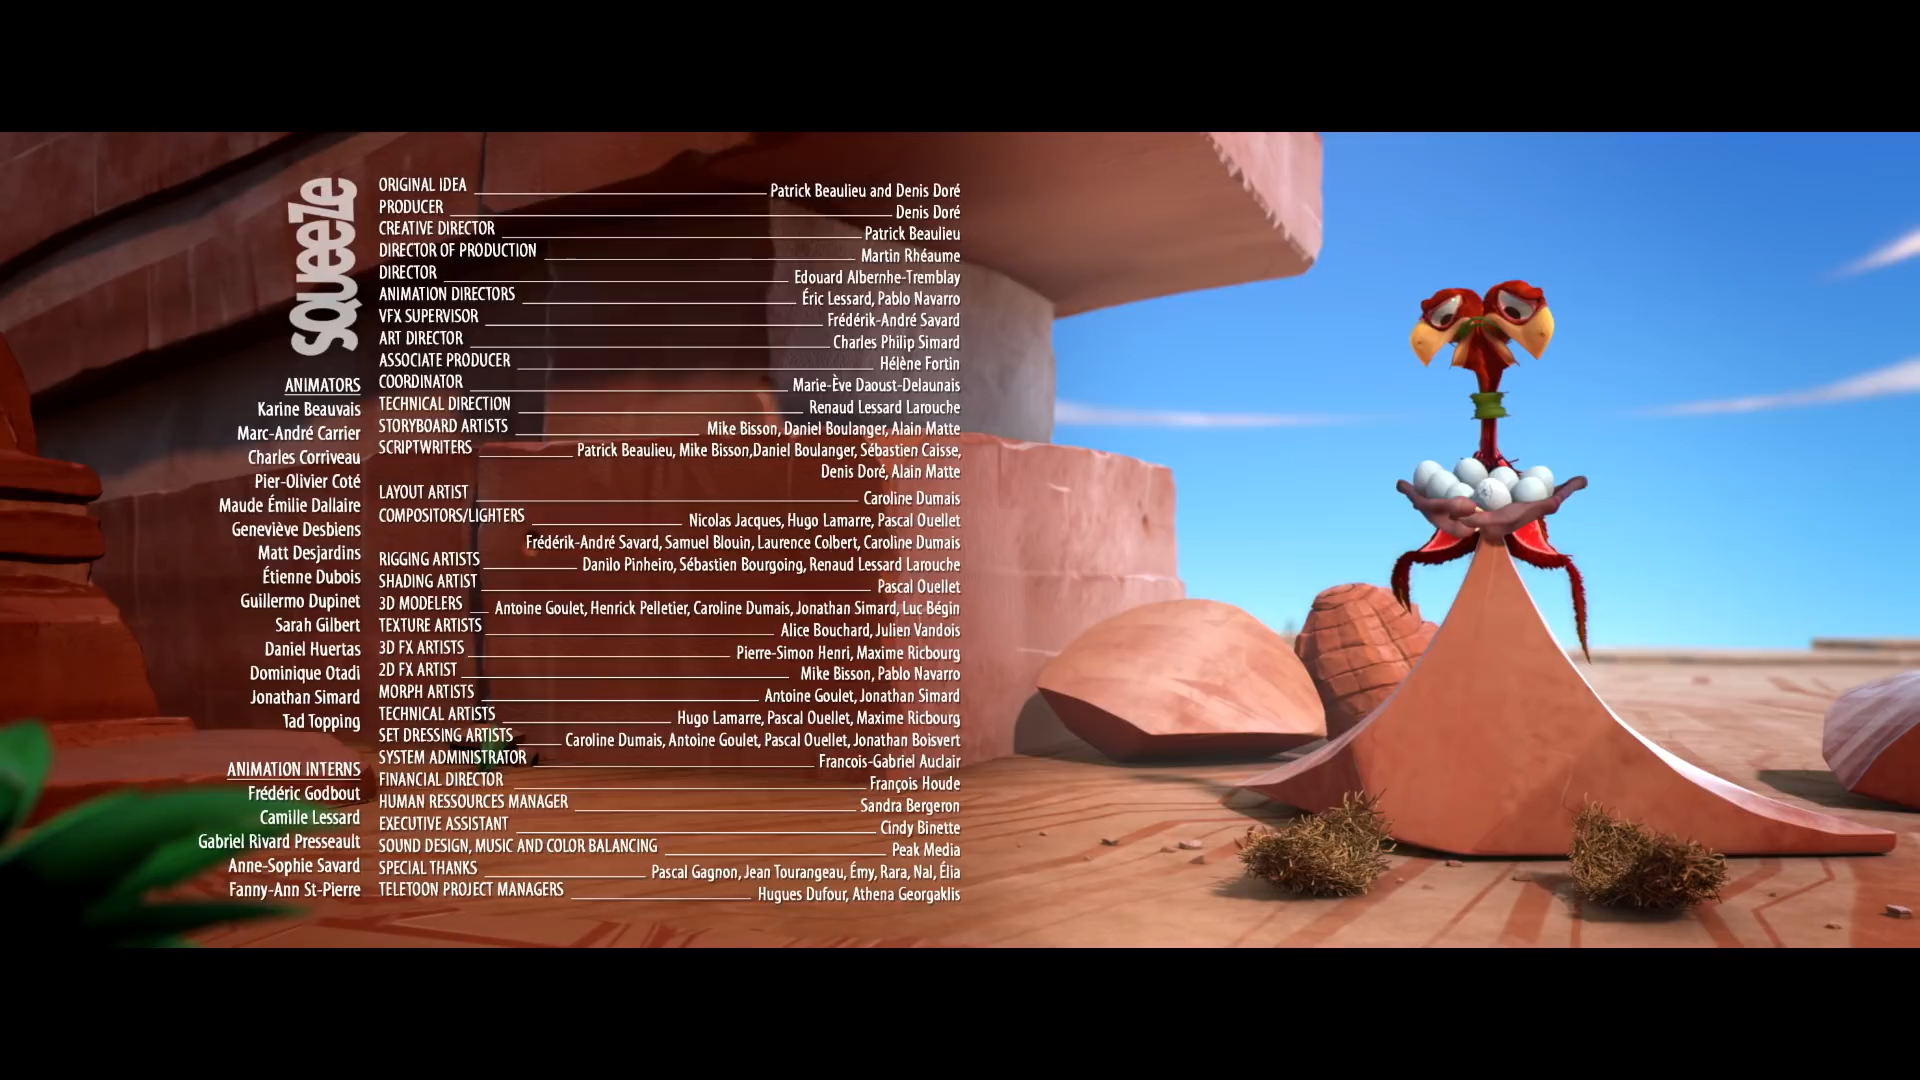 squeeze
ORIGINAL IDEA Patrick Beaulieu and Denis Doré
PRODUCER Denis Doré
CREATIVE DIRECTOR Patrick Beaulieu
DIRECTOR OF PRODUCTION Martin Rhéaume
DIRECTOR Edouard Albernhe-Tremblay
ANIMATION DIRECTORS Éric Lessard, Pablo Navarro
VFX SUPERVISOR Frédérik-André Savard
ART DIRECTOR Charles Philip Simard
ASSOCIATE PRODUCER Hélène Fortin
COORDINATOR Marie-Ève Daoust-Delaunais
TECHNICAL DIRECTION Renaud Lessard Larouche
STORYBOARD ARTISTS Mike Bisson, Daniel Boulanger, Alain Matte
SCRIPTWRITERS Patrick Beaulieu, Mike Bisson,Daniel Boulanger, Sébastien Caisse,
Denis Doré, Alain Matte
LAYOUT ARTIST Caroline Dumais
COMPOSITORS/LIGHTERS Nicolas Jacques, Hugo Lamarre, Pascal Ouellet
Frédérik-André Savard, Samuel Blouin, Laurence Colbert, Caroline Dumais
RIGGING ARTISTS Danilo Pinheiro, Sébastien Bourgoing, Renaud Lessard Larouche
SHADING ARTIST Pascal Ouellet
3D MODELERS Antoine Goulet, Henrick Pelletier, Caroline Dumais, Jonathan Simard, Luc Bégin
TEXTURE ARTISTS Alice Bouchard, Julien Vandois
3D FX ARTISTS Pierre-Simon Henri, Maxime Ricbourg
2D FX ARTIST Mike Bisson, Pablo Navarro
MORPH ARTISTS Antoine Goulet, Jonathan Simard
TECHNICAL ARTISTS Hugo Lamarre, Pascal Ouellet, Maxime Ricbourg
SET DRESSING ARTISTS Caroline Dumais, Antoine Goulet, Pascal Ouellet, Jonathan Boisvert
SYSTEM ADMINISTRATOR Francois-Gabriel Auclair
FINANCIAL DIRECTOR François Houde
HUMAN RESSOURCES MANAGER Sandra Bergeron
EXECUTIVE ASSISTANT Cindy Binette
SOUND DESIGN, MUSIC AND COLOR BALANCING Peak Media
SPECIAL THANKS Pascal Gagnon, Jean Tourangeau, Émy, Rara, Nal, Élia
TELETOON PROJECT MANAGERS Hugues Dufour, Athena Georgaklis
ANIMATORS
Karine Beauvais
Marc-André Carrier
Charles Corriveau
Pier-Olivier Coté
Maude Émilie Dallaire
Geneviève Desbiens
Matt Desjardins
Étienne Dubois
Guillermo Dupinet
Sarah Gilbert
Daniel Huertas
Dominique Otadi
Jonathan Simard
Tad Topping
ANIMATION INTERNS
Frédéric Godbout
Camille Lessard
Gabriel Rivard Presseault
Anne-Sophie Savard
Fanny-Ann St-Pierre